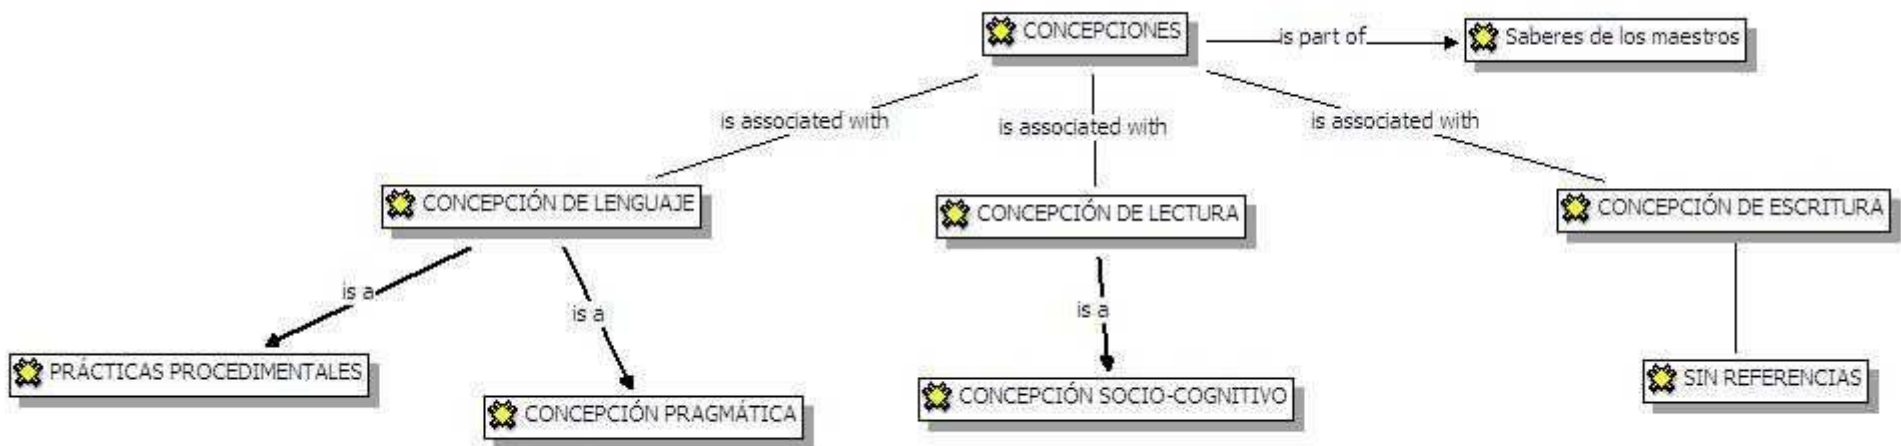 CONCEPCIONES
is part of
Saberes de los maestros
is associated with
is associated with
is associated with
CONCEPCIÓN DE LENGUAJE
CONCEPCIÓN DE LECTURA
CONCEPCIÓN DE ESCRITURA
is a
is a
is a
PRÁCTICAS PROCEDIMENTALES
CONCEPCIÓN PRAGMÁTICA
CONCEPCIÓN SOCIO-COGNITIVO
SIN REFERENCIAS